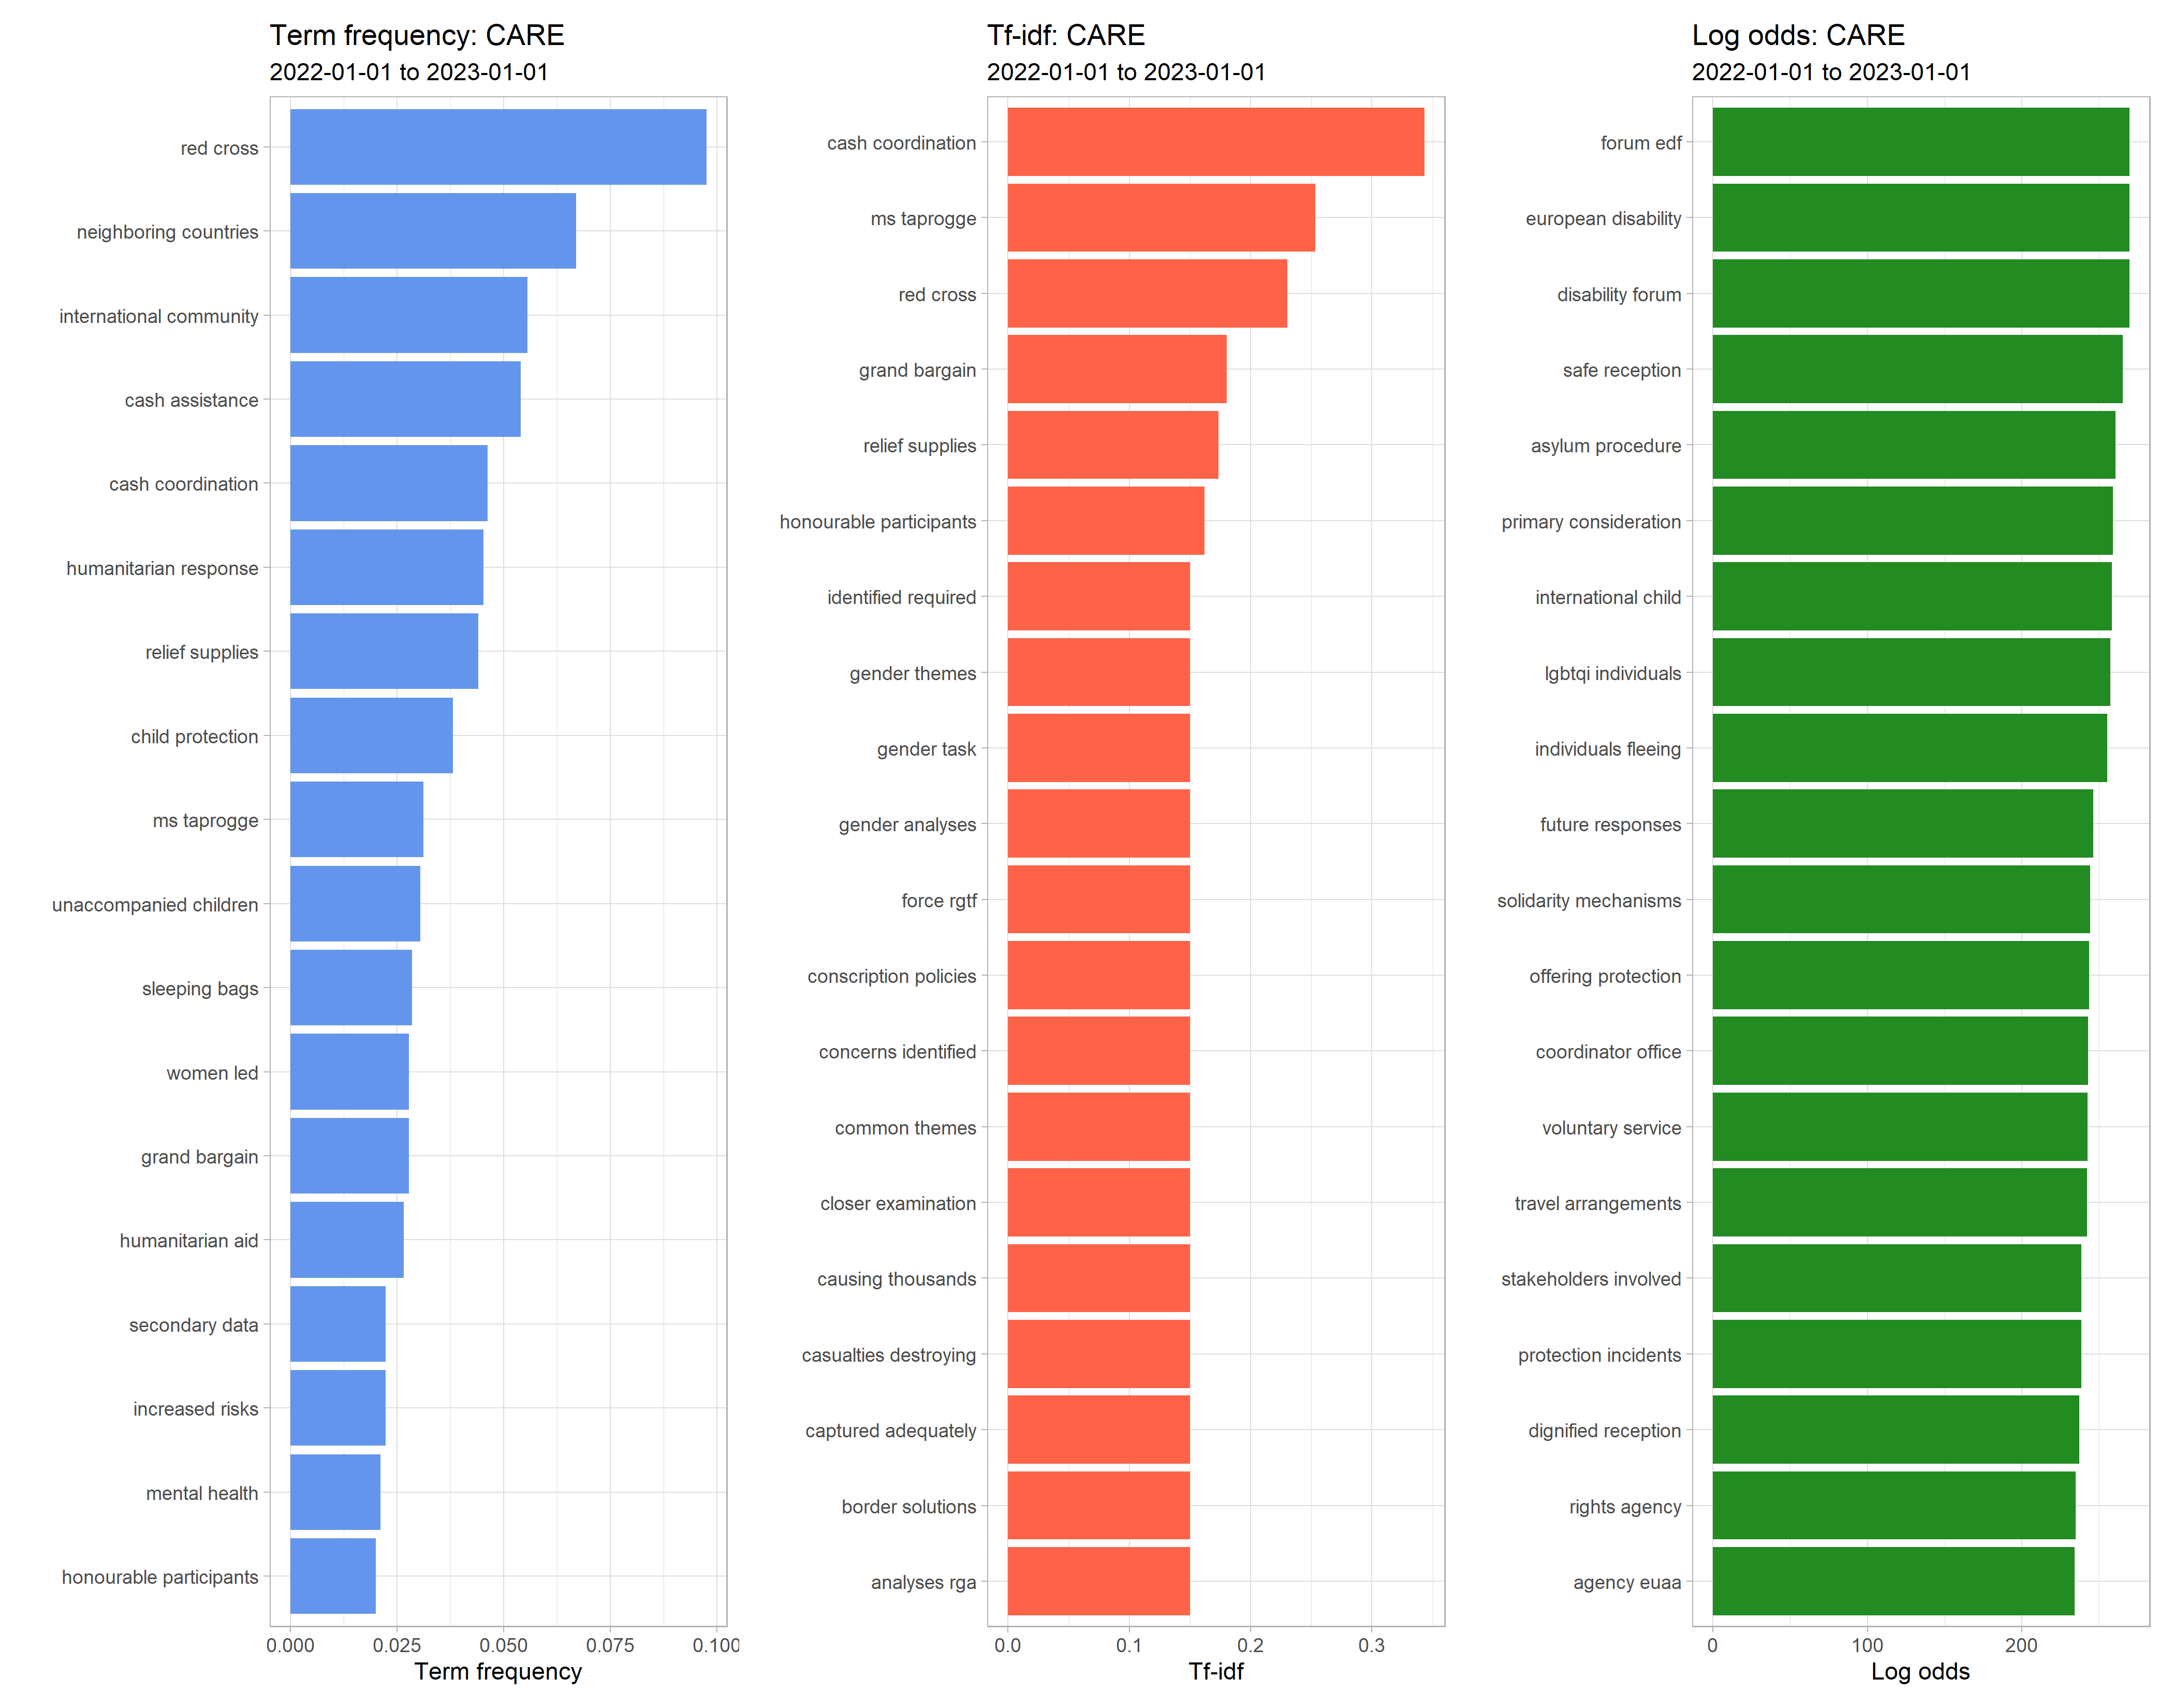 Term frequency: CARE
2022-01-01 to 2023-01-01
red cross
neighboring countries
international community
cash assistance
cash coordination
humanitarian response
relief supplies
child protection
ms taprogge
unaccompanied children
sleeping bags
women led
grand bargain
humanitarian aid
secondary data
increased risks
mental health
honourable participants
0.000 0.025 0.050 0.075 0.100
Term frequency
Tf-idf: CARE
2022-01-01 to 2023-01-01
cash coordination
ms taprogge
red cross
grand bargain
relief supplies
honourable participants
identified required
gender themes
gender task
gender analyses
force rgtf
conscription policies
concerns identified
common themes
closer examination
causing thousands
casualties destroying
captured adequately
border solutions
analyses rga
0.0 0.1 0.2 0.3
Tf-idf
Log odds: CARE
2022-01-01 to 2023-01-01
forum edf
european disability
disability forum
safe reception
asylum procedure
primary consideration
international child
lgbtqi individuals
individuals fleeing
future responses
solidarity mechanisms
offering protection
coordinator office
voluntary service
travel arrangements
stakeholders involved
protection incidents
dignified reception
rights agency
agency euaa
0 100 200
Log odds